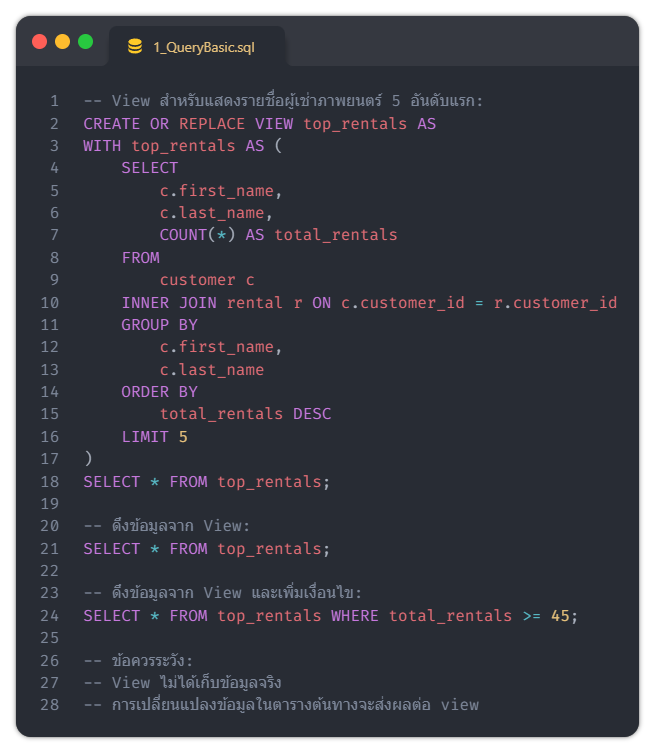 1_QueryBasic.sql
1 -- View สำหรับแสดงรายชื่อผู้เช่าภาพยนตร์ 5 อันดับแรก:
2 CREATE OR REPLACE VIEW top_rentals AS
3 WITH top_rentals AS (
4     SELECT
5         c.first_name,
6         c.last_name,
7         COUNT(*) AS total_rentals
8     FROM
9         customer c
10     INNER JOIN rental r ON c.customer_id = r.customer_id
11     GROUP BY
12         c.first_name,
13         c.last_name
14     ORDER BY
15         total_rentals DESC
16     LIMIT 5
17 )
18 SELECT * FROM top_rentals;
19
20 -- ดึงข้อมูลจาก View:
21 SELECT * FROM top_rentals;
22
23 -- ดึงข้อมูลจาก View และเพิ่มเงื่อนไข:
24 SELECT * FROM top_rentals WHERE total_rentals >= 45;
25
26 -- ข้อควรระวัง:
27 -- View ไม่ได้เก็บข้อมูลจริง
28 -- การเปลี่ยนแปลงข้อมูลในตารางต้นทางจะส่งผลต่อ view